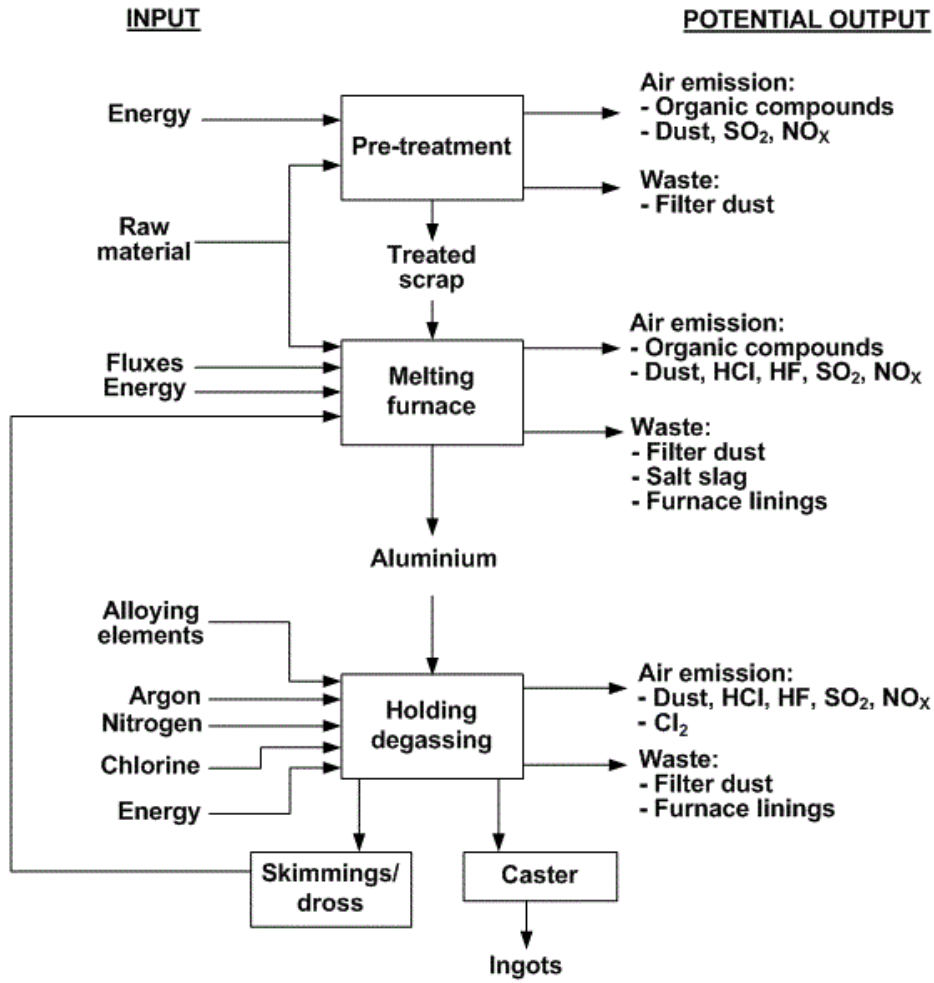 INPUT
POTENTIAL OUTPUT
Energy
Pre-treatment
Air emission:
- Organic compounds
- Dust, SO₂, NOₓ
Waste:
- Filter dust
Raw
material
Treated
scrap
Fluxes
Energy
Melting
furnace
Air emission:
- Organic compounds
- Dust, HCl, HF, SO₂, NOₓ
Waste:
- Filter dust
- Salt slag
- Furnace linings
Aluminium
Alloying
elements
Argon
Nitrogen
Chlorine
Energy
Holding
degassing
Air emission:
- Dust, HCl, HF, SO₂, NOₓ
- Cl₂
Waste:
- Filter dust
- Furnace linings
Skimmings/
dross
Caster
Ingots